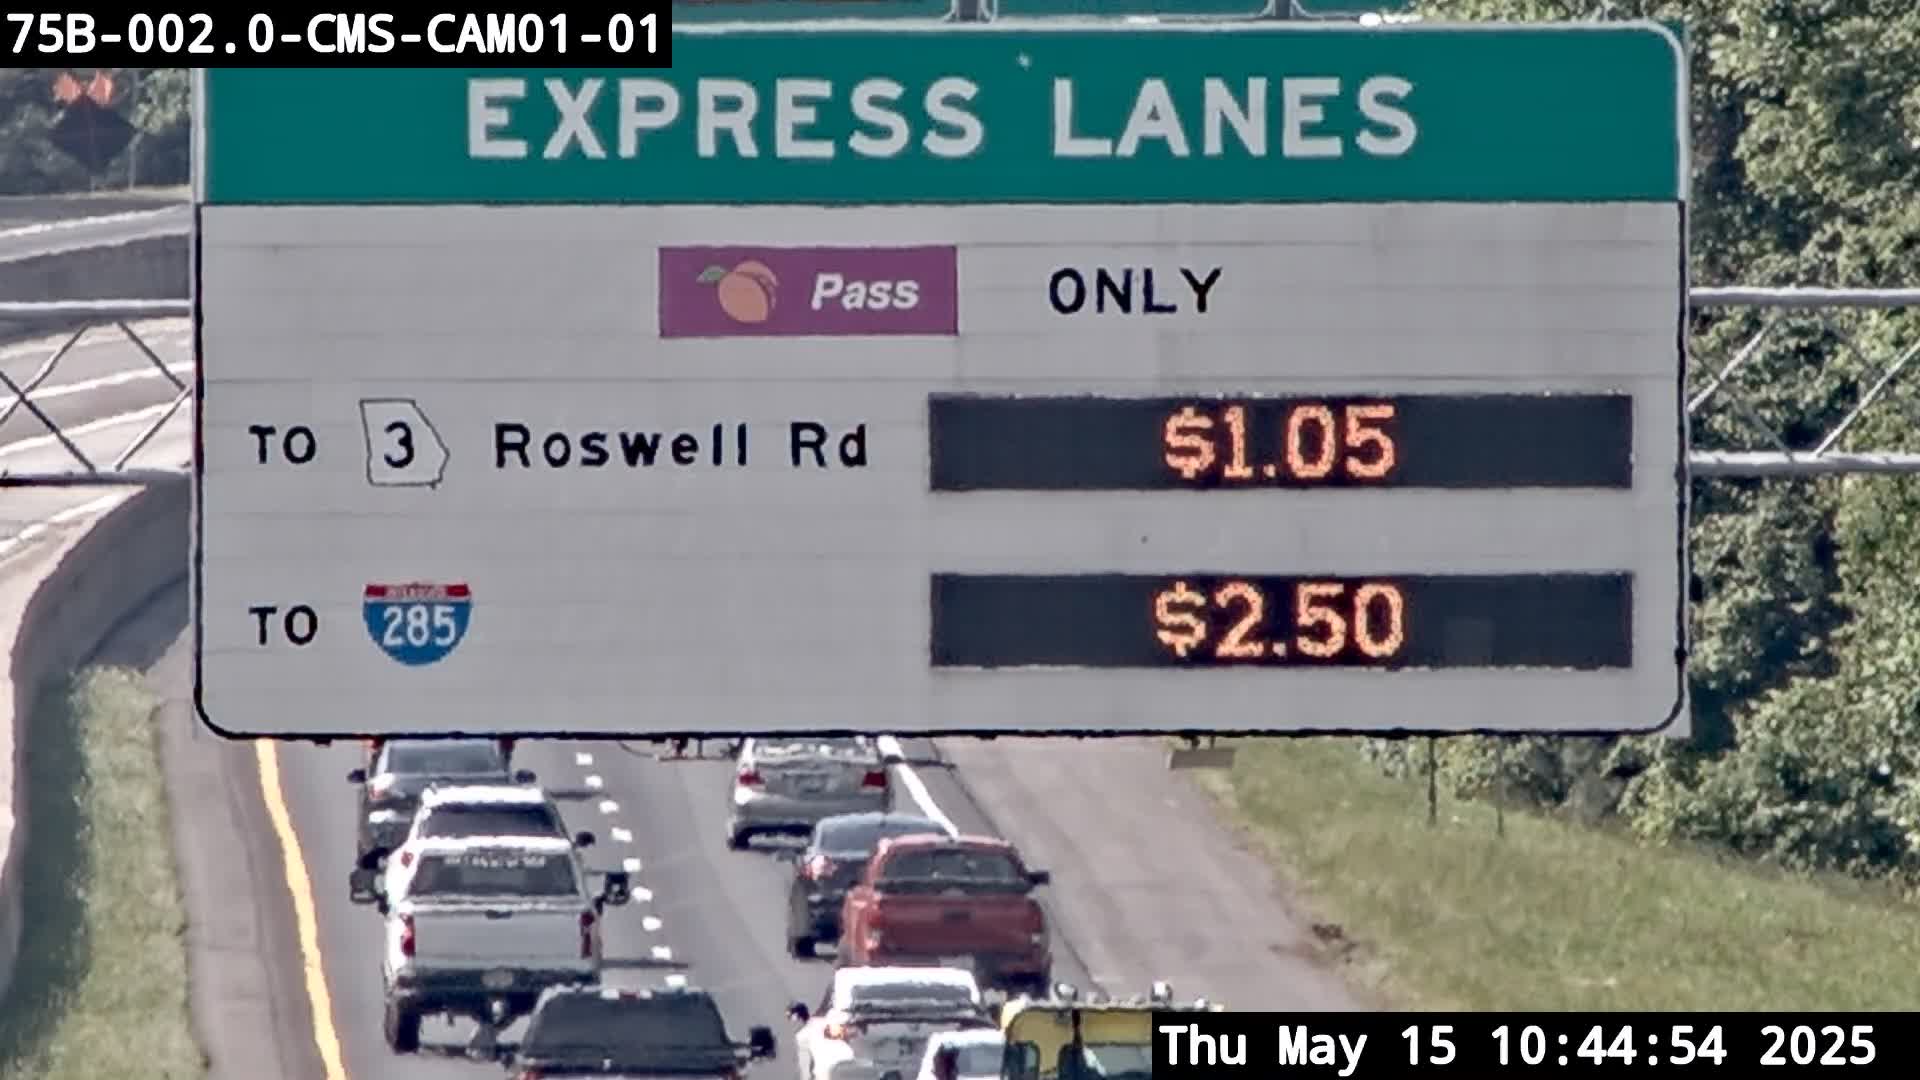 75B-002.0-CMS-CAM01-01
EXPRESS LANES
Pass ONLY
TO 3 Roswell Rd $1.05
TO 285 $2.50
Thu May 15 10:44:54 2025